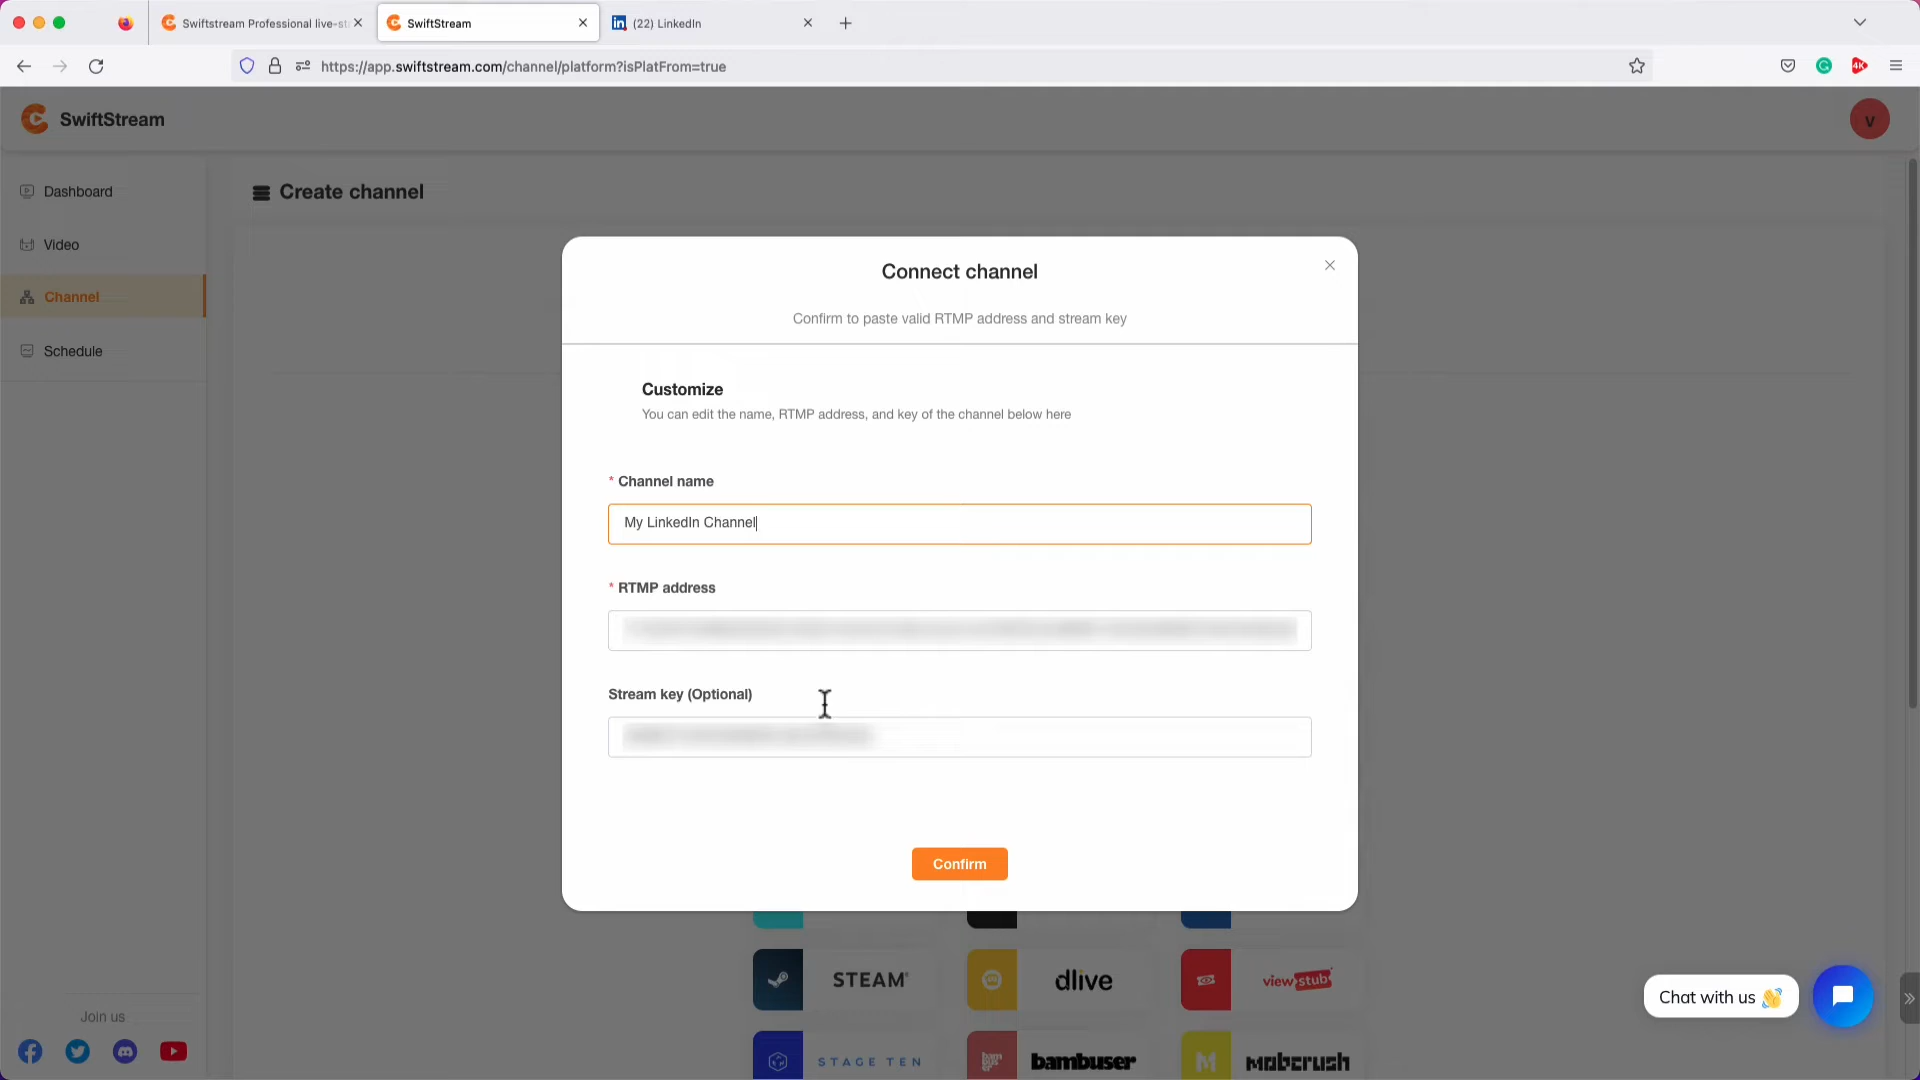 Swiftstream Professional live-st
SwiftStream
(22) LinkedIn
https://app.swiftstream.com/channel/platform?isPlatFrom=true
4K
SwiftStream
V
Dashboard
Create channel
Video
Channel
Schedule
Connect channel
Confirm to paste valid RTMP address and stream key
Customize
You can edit the name, RTMP address, and key of the channel below here
* Channel name
My LinkedIn Channel
* RTMP address
Stream key (Optional)
Confirm
STEAM
dlive
viewstub
Chat with us 👋
Join us
STAGE TEN
bambuser
Mobcrush